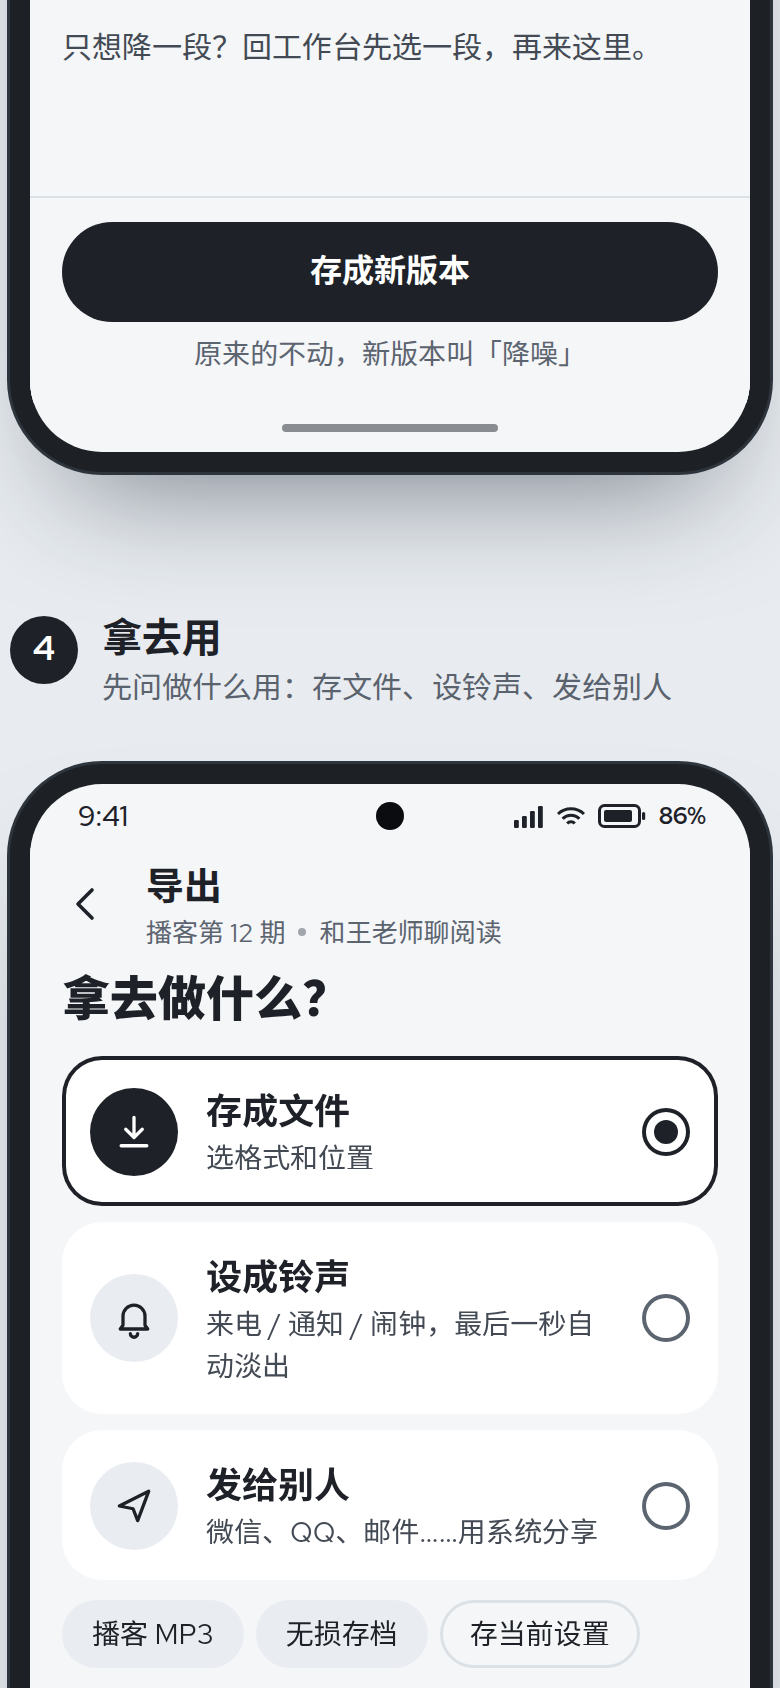 只想降一段？回工作台先选一段，再来这里。
存成新版本
原来的不动，新版本叫「降噪」
4
拿去用
先问做什么用：存文件、设铃声、发给别人
9:41
86%
导出
播客第 12 期 • 和王老师聊阅读
拿去做什么？
存成文件
选格式和位置
设成铃声
来电 / 通知 / 闹钟，最后一秒自
动淡出
发给别人
微信、QQ、邮件……用系统分享
播客 MP3
无损存档
存当前设置